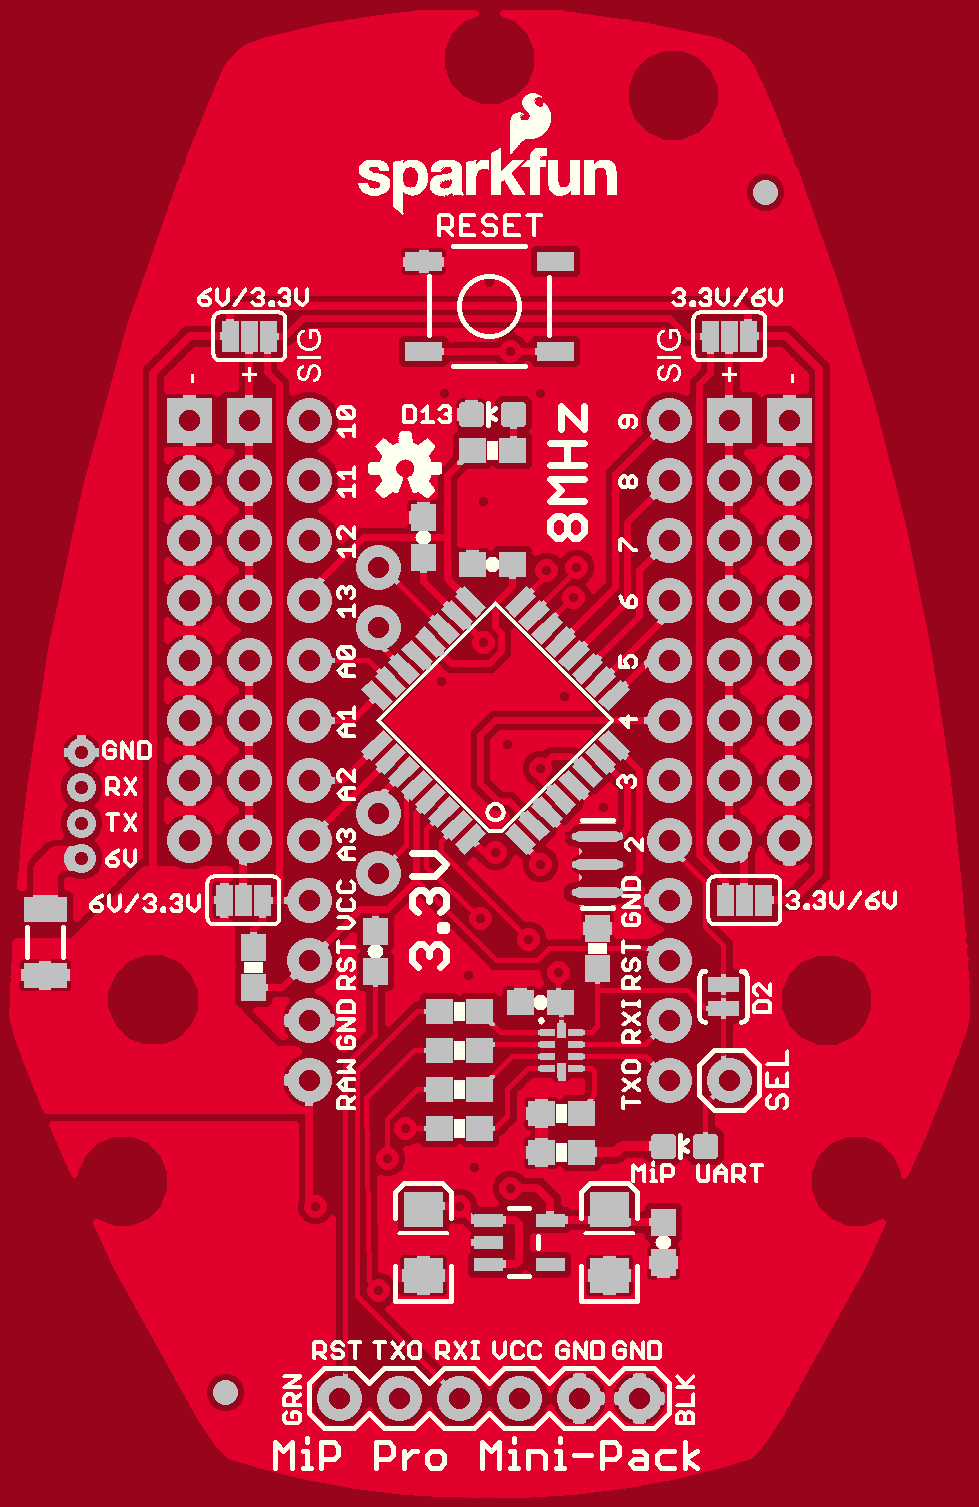 sparkfun
RESET
6V/3.3V
3.3V/6V
SIG
SIG
- +
+ -
D13
8MHz
10
11
12
13
A0
A1
A2
A3
VCC
RST
GND
RAW
9
8
7
6
5
4
3
2
GND
RST
RXI
TXO
GND
RX
TX
6V
3.3V
6V/3.3V
3.3V/6V
D2
SEL
MiP UART
RST TXO RXI VCC GND GND
GRN
BLK
MiP Pro Mini-Pack